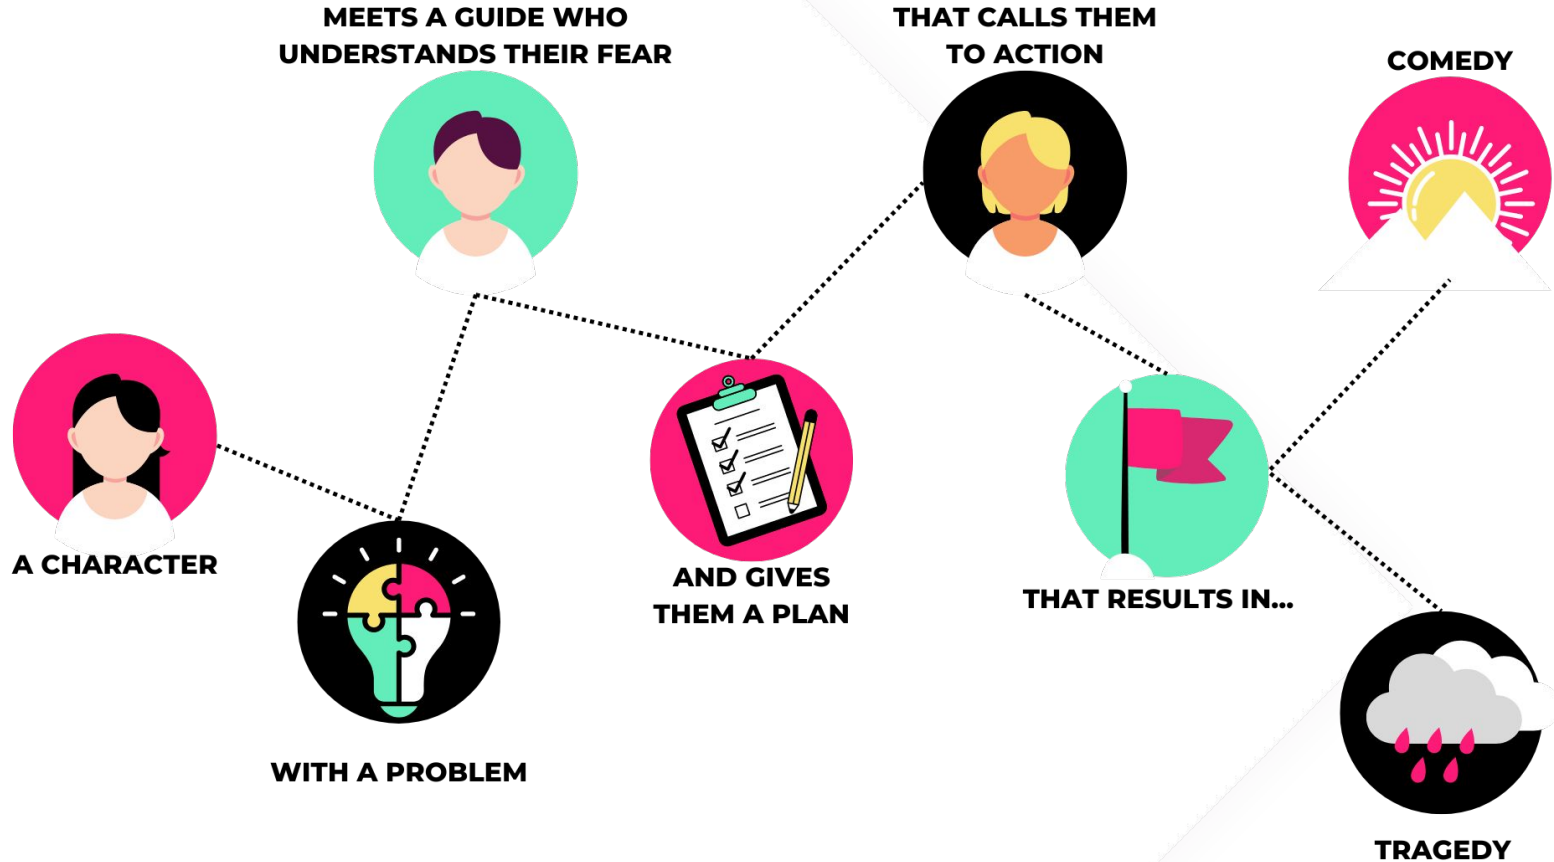 A CHARACTER
WITH A PROBLEM
MEETS A GUIDE WHO
UNDERSTANDS THEIR FEAR
AND GIVES
THEM A PLAN
THAT CALLS THEM
TO ACTION
THAT RESULTS IN...
COMEDY
TRAGEDY